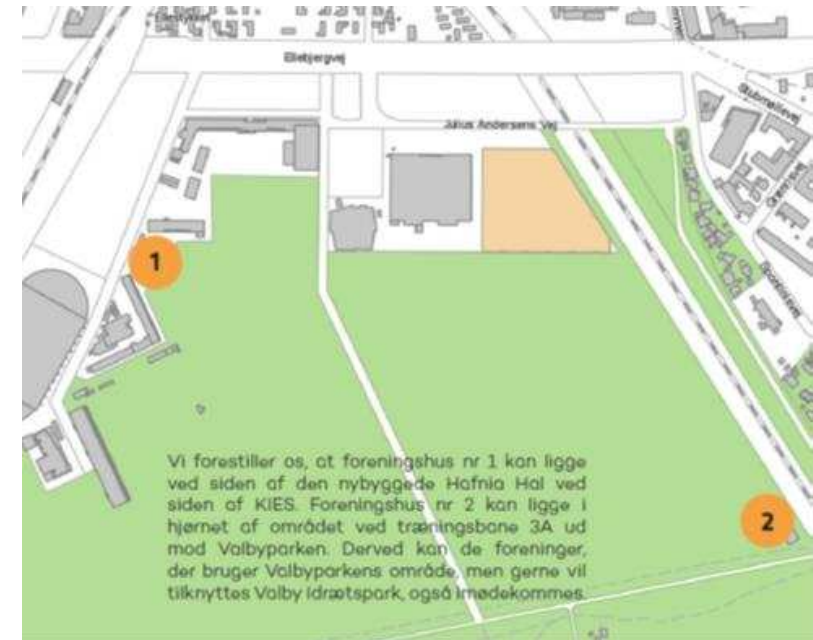 Ellestykket
Ellebjergvej
Julius Andersens Vej
Stubmøllevej
1
Vi forestiller os, at foreningshus nr 1 kan ligge
ved siden af den nybyggede Hafnia Hal ved
siden af KIES. Foreningshus nr 2 kan ligge i
hjørnet af området ved træningsbane 3A ud
mod Valbyparken. Derved kan de foreninger,
der bruger Valbyparkens område, men gerne vil
tilknyttes Valby Idrætspark, også imødekommes.
2